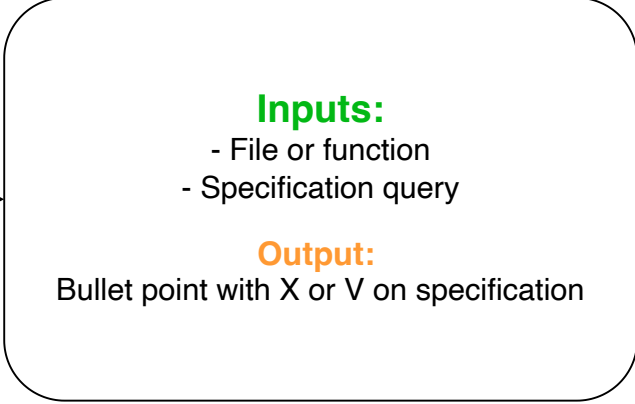 Inputs:
- File or function
- Specification query
Output:
Bullet point with X or V on specification